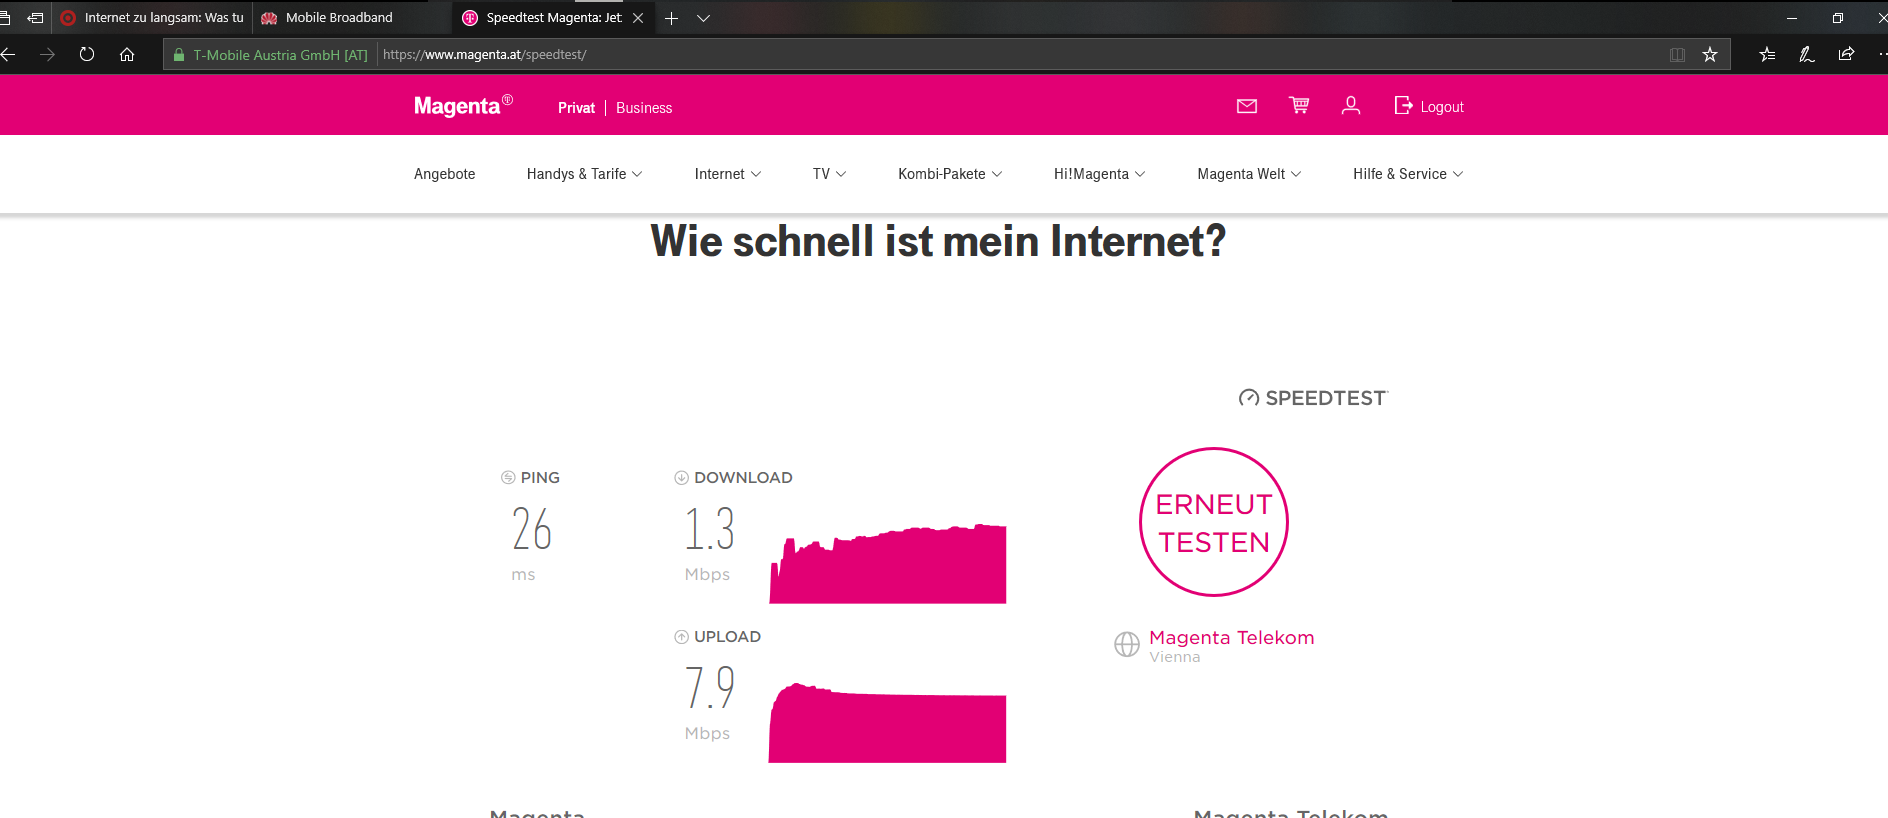 Internet zu langsam: Was tu
Mobile Broadband
Speedtest Magenta: Jet
T-Mobile Austria GmbH [AT]
https://www.magenta.at/speedtest/
Magenta
Privat | Business
Logout
Angebote
Handys & Tarife
Internet
TV
Kombi-Pakete
Hi!Magenta
Magenta Welt
Hilfe & Service
Wie schnell ist mein Internet?
SPEEDTEST
PING
26
ms
DOWNLOAD
1.3
Mbps
UPLOAD
7.9
Mbps
ERNEUT
TESTEN
Magenta Telekom
Vienna
Magenta
Magenta Telekom